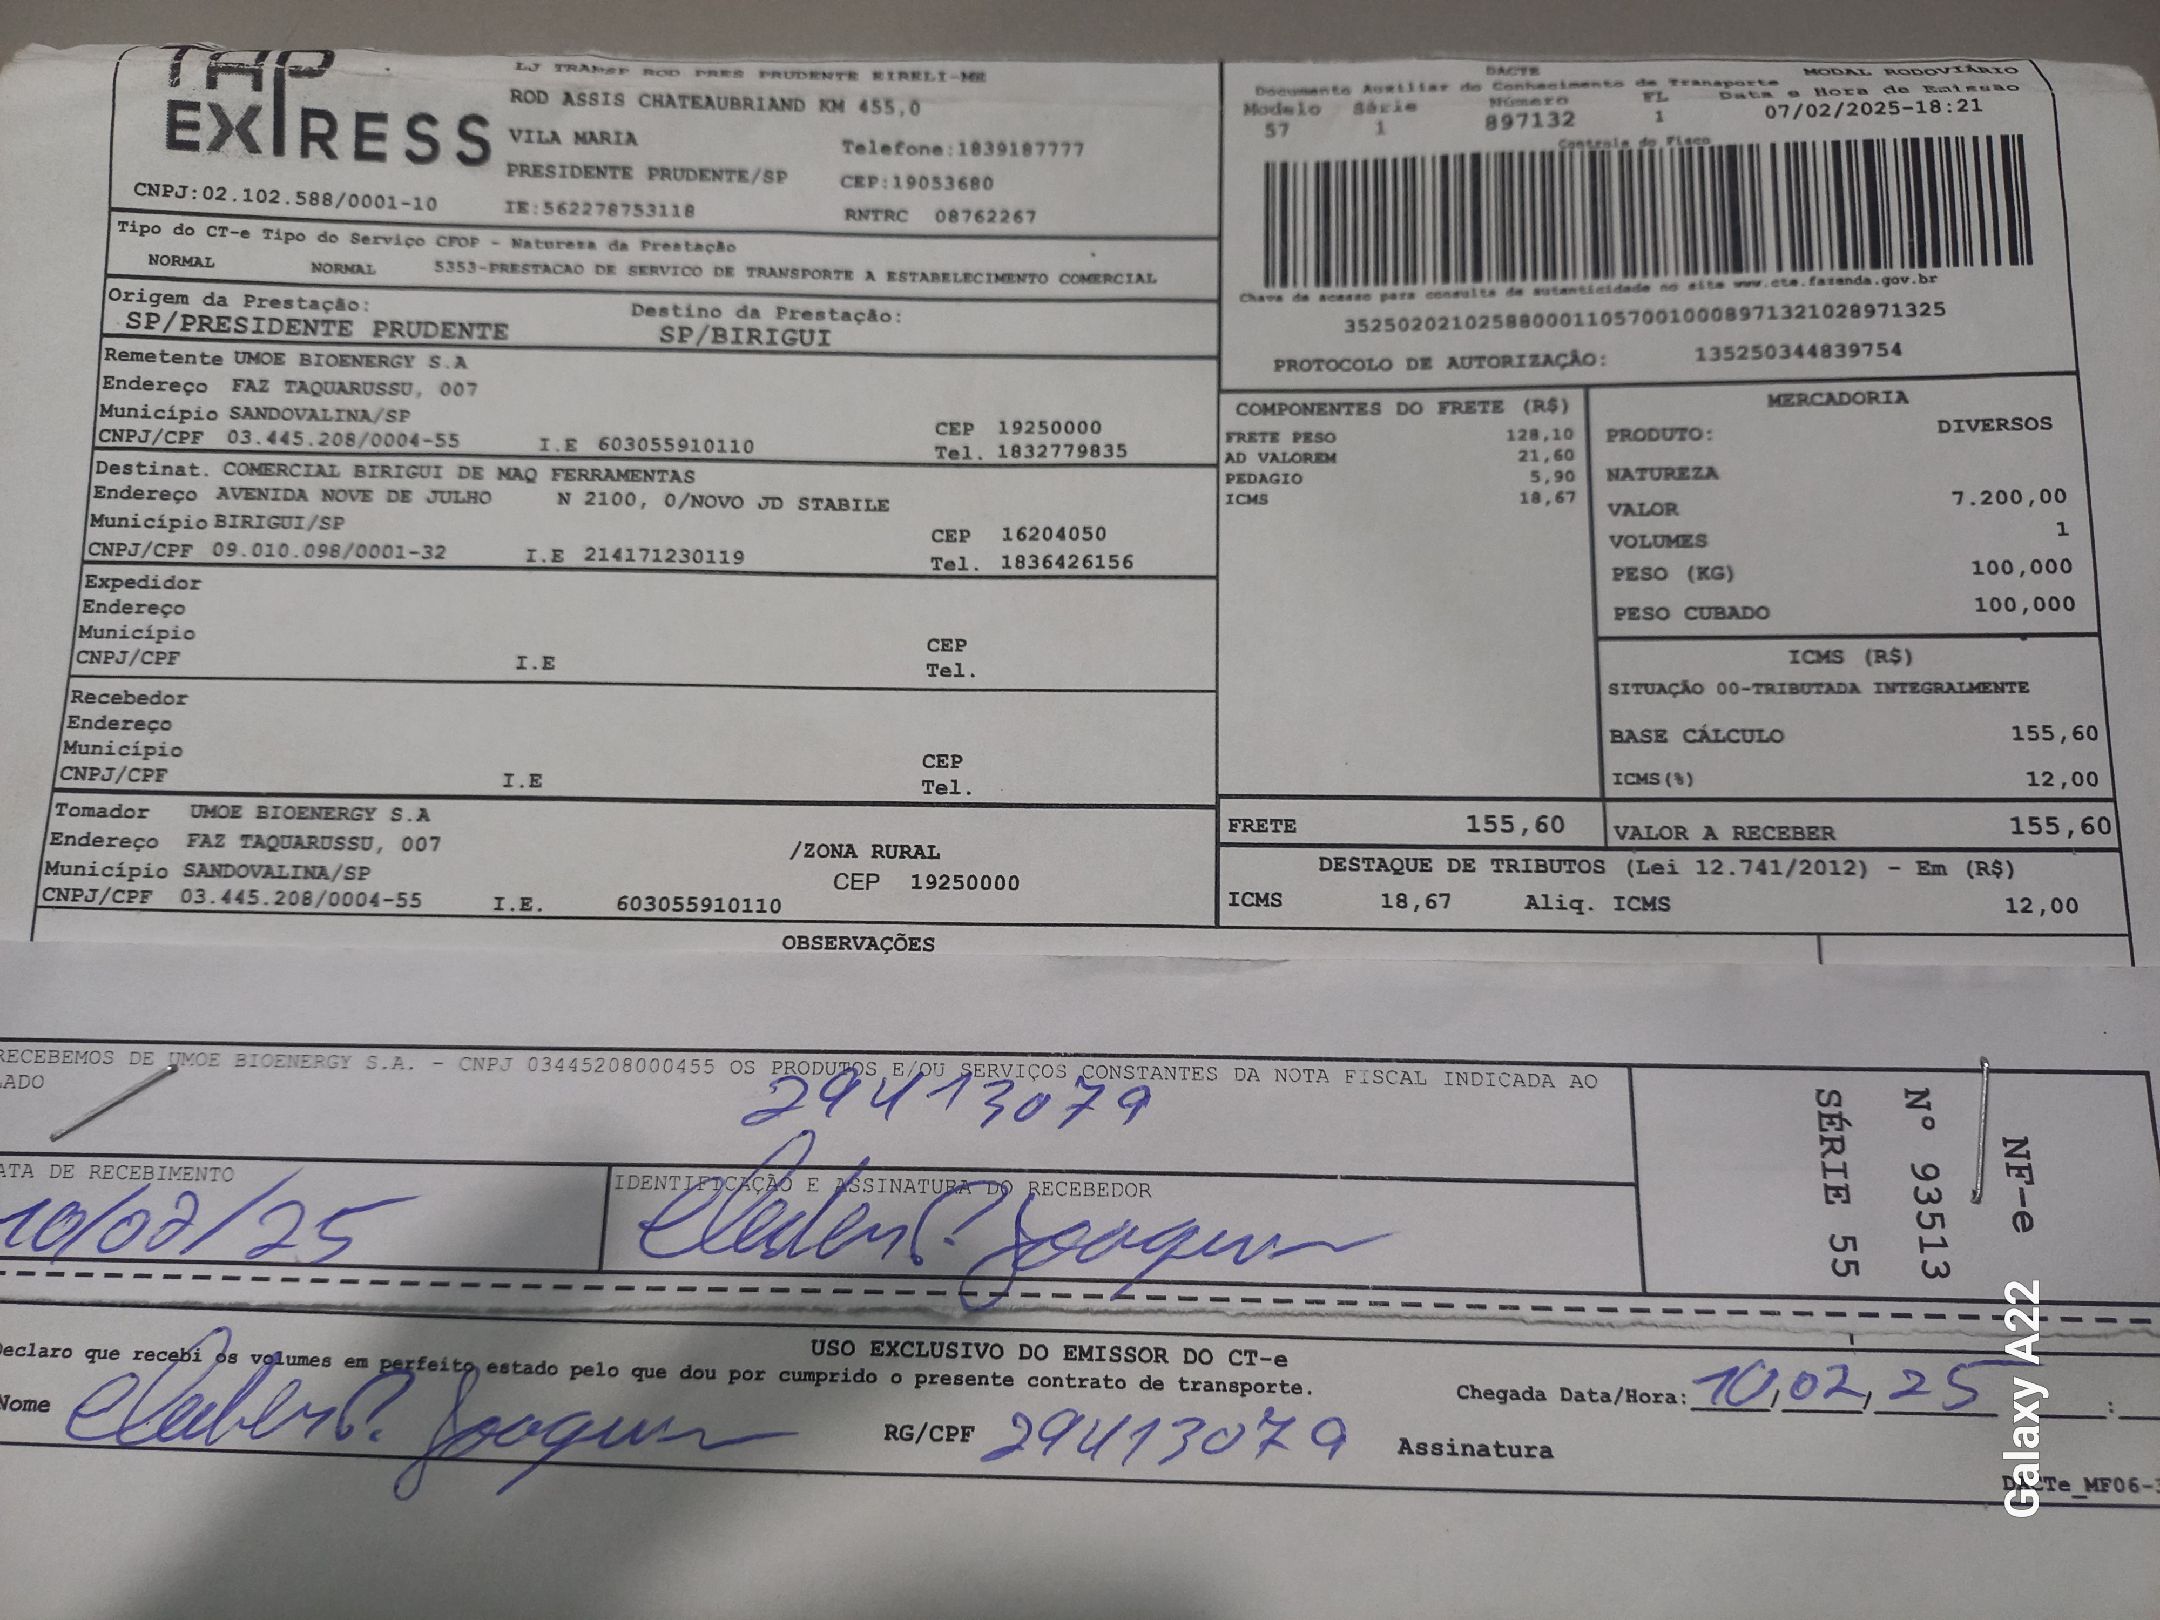 TAP
EXPRESS
CNPJ:02.102.588/0001-10
LJ TRANSP ROD PRES PRUDENTE EIRELI-ME
ROD ASSIS CHATEAUBRIAND KM 455,0
VILA MARIA Telefone:1839187777
PRESIDENTE PRUDENTE/SP CEP:19053680
IE:562278753118 RNTRC 08762267
DACTE MODAL RODOVIÁRIO
Documento Auxiliar do Conhecimento de Transporte
Modelo Série Número FL Data e Hora de Emissão
57 1 897132 1 07/02/2025-18:21
Controle do Fisco
Chave de acesso para consulta de autenticidade no site www.cte.fazenda.gov.br
35250202102588000110570010008971321028971325
PROTOCOLO DE AUTORIZAÇÃO: 135250344839754
Tipo do CT-e Tipo do Serviço CFOP - Natureza da Prestação
NORMAL NORMAL 5353-PRESTACAO DE SERVICO DE TRANSPORTE A ESTABELECIMENTO COMERCIAL
Origem da Prestação: Destino da Prestação:
SP/PRESIDENTE PRUDENTE SP/BIRIGUI
Remetente UMOE BIOENERGY S.A
Endereço FAZ TAQUARUSSU, 007
Município SANDOVALINA/SP CEP 19250000
CNPJ/CPF 03.445.208/0004-55 I.E 603055910110 Tel. 1832779835
Destinat. COMERCIAL BIRIGUI DE MAQ FERRAMENTAS
Endereço AVENIDA NOVE DE JULHO N 2100, 0/NOVO JD STABILE
Município BIRIGUI/SP CEP 16204050
CNPJ/CPF 09.010.098/0001-32 I.E 214171230119 Tel. 1836426156
Expedidor
Endereço
Município CEP
CNPJ/CPF I.E Tel.
Recebedor
Endereço
Município CEP
CNPJ/CPF I.E Tel.
Tomador UMOE BIOENERGY S.A
Endereço FAZ TAQUARUSSU, 007 /ZONA RURAL
Município SANDOVALINA/SP CEP 19250000
CNPJ/CPF 03.445.208/0004-55 I.E. 603055910110
COMPONENTES DO FRETE (R$)
FRETE PESO 128,10
AD VALOREM 21,60
PEDAGIO 5,90
ICMS 18,67
MERCADORIA
PRODUTO: DIVERSOS
NATUREZA
VALOR 7.200,00
VOLUMES 1
PESO (KG) 100,000
PESO CUBADO 100,000
ICMS (R$)
SITUAÇÃO 00-TRIBUTADA INTEGRALMENTE
BASE CÁLCULO 155,60
ICMS(%) 12,00
FRETE 155,60 VALOR A RECEBER 155,60
DESTAQUE DE TRIBUTOS (Lei 12.741/2012) - Em (R$)
ICMS 18,67 Aliq. ICMS 12,00
OBSERVAÇÕES
RECEBEMOS DE UMOE BIOENERGY S.A. - CNPJ 03445208000455 OS PRODUTOS E/OU SERVIÇOS CONSTANTES DA NOTA FISCAL INDICADA AO
LADO
29413079
ATA DE RECEBIMENTO IDENTIFICAÇÃO E ASSINATURA DO RECEBEDOR
10/02/25 Joaquim
NF-e
Nº 93513
SÉRIE 55
USO EXCLUSIVO DO EMISSOR DO CT-e
Declaro que recebi os volumes em perfeito estado pelo que dou por cumprido o presente contrato de transporte.
Chegada Data/Hora: 10/02/25 :
Nome Joaquim RG/CPF 29413079 Assinatura
DACTe_MF06-
Galaxy A22